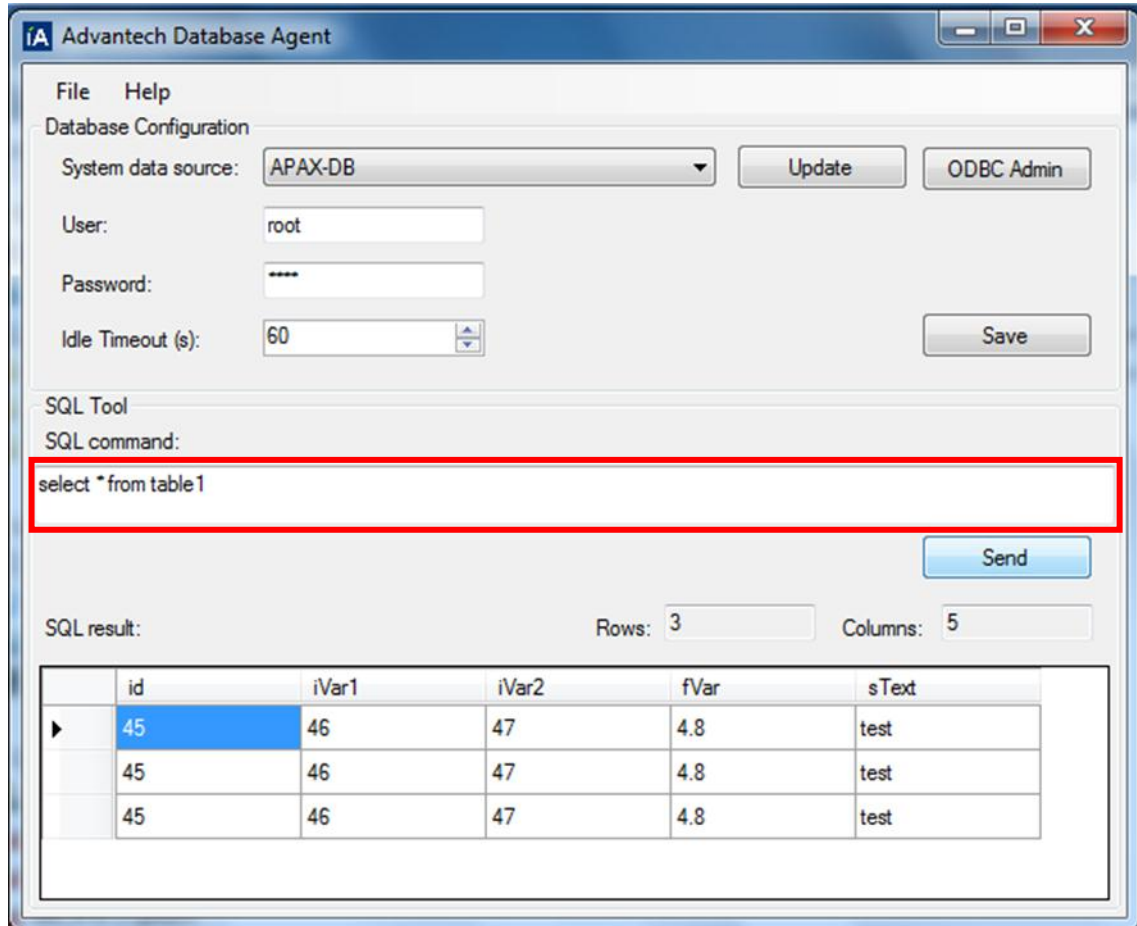 iA Advantech Database Agent
File Help
Database Configuration
System data source: APAX-DB Update ODBC Admin
User: root
Password: ****
Idle Timeout (s): 60 Save
SQL Tool
SQL command:
select * from table1
Send
SQL result: Rows: 3 Columns: 5
id iVar1 iVar2 fVar sText
45 46 47 4.8 test
45 46 47 4.8 test
45 46 47 4.8 test